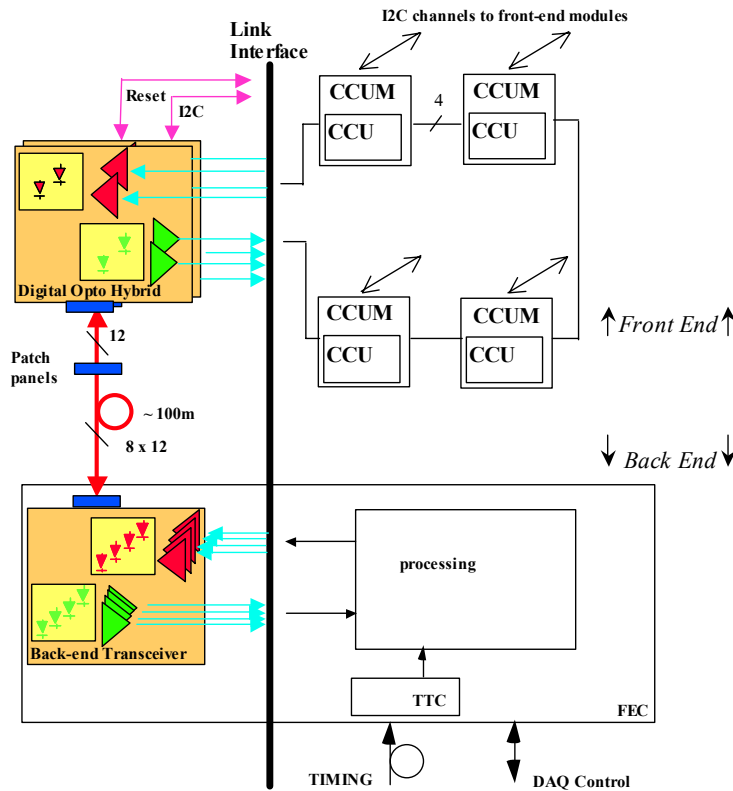 I2C channels to front-end modules
Link
Interface
Reset
I2C
CCUM
CCU
4
CCUM
CCU
Digital Opto Hybrid
12
Patch
panels
~ 100m
8 x 12
CCUM
CCU
CCUM
CCU
Front End
Back End
processing
Back-end Transceiver
TTC
FEC
TIMING
DAQ Control